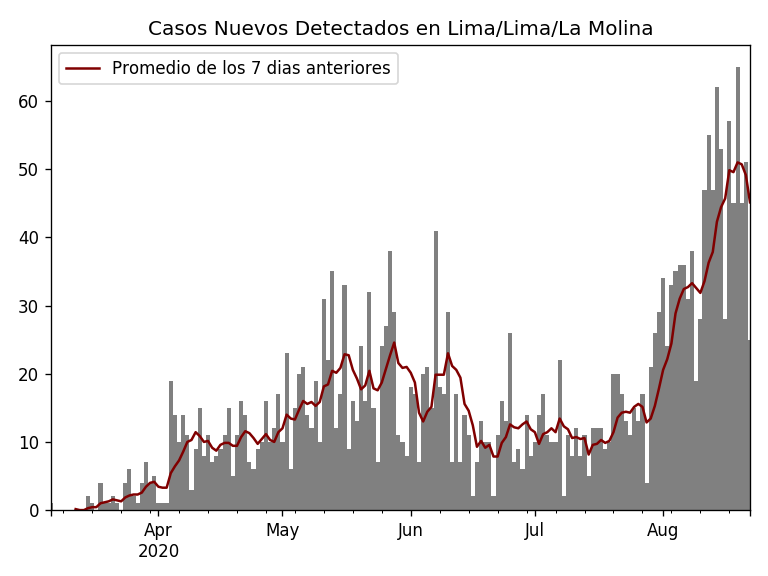 Casos Nuevos Detectados en Lima/Lima/La Molina
Promedio de los 7 dias anteriores
60
50
40
30
20
10
0
Apr May Jun Jul Aug
2020